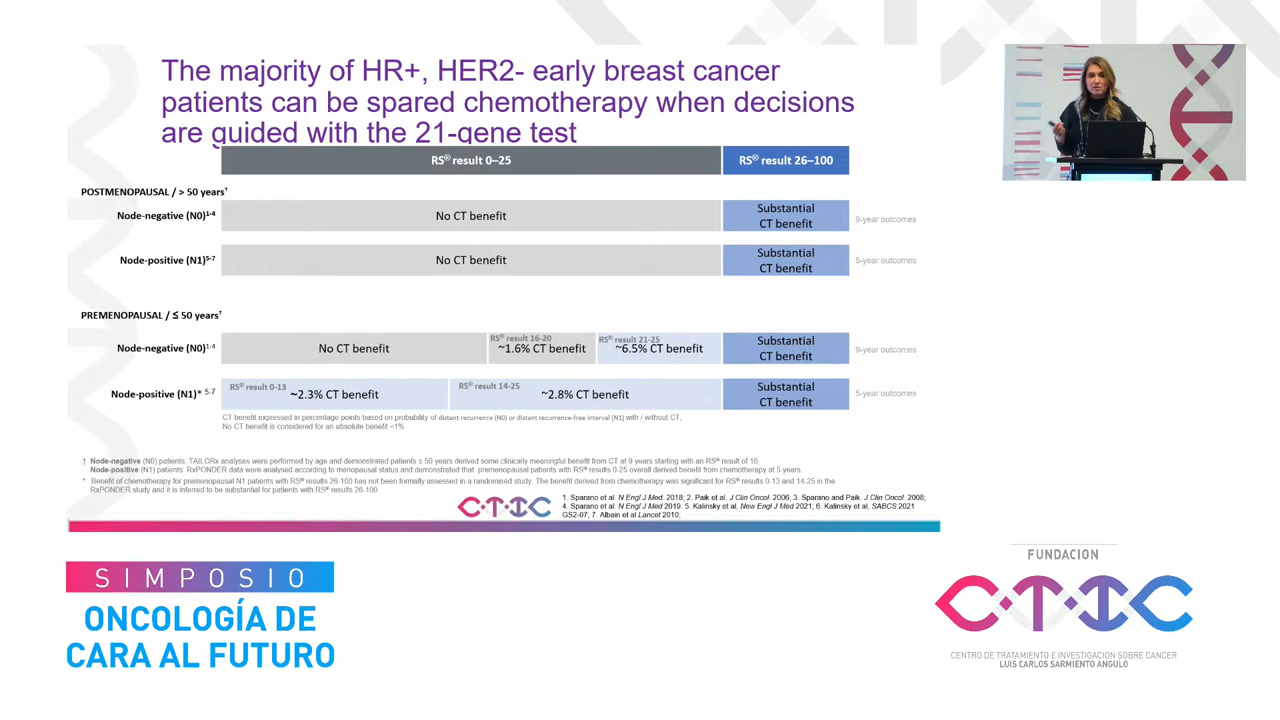 The majority of HR+, HER2- early breast cancer
patients can be spared chemotherapy when decisions
are guided with the 21-gene test
RS® result 0–25
RS® result 26–100
POSTMENOPAUSAL / > 50 years†
Node-negative (N0)1-4
No CT benefit
Substantial
CT benefit
9-year outcomes
Node-positive (N1)5-7
No CT benefit
Substantial
CT benefit
5-year outcomes
PREMENOPAUSAL / ≤ 50 years†
Node-negative (N0)1-4
No CT benefit
RS® result 16-20
~1.6% CT benefit
RS® result 21-25
~6.5% CT benefit
Substantial
CT benefit
9-year outcomes
Node-positive (N1)* 5-7
RS® result 0-13
~2.3% CT benefit
RS® result 14-25
~2.8% CT benefit
Substantial
CT benefit
5-year outcomes
CT benefit expressed in percentage points based on probability of distant recurrence (N0) or distant recurrence-free interval (N1) with / without CT,
No CT benefit is considered for an absolute benefit <1%
† Node-negative (N0) patients: TAILORx analyses were performed by age and demonstrated patients ≤ 50 years derived some clinically meaningful benefit from CT at 9 years starting with an RS® result of 16;
Node-positive (N1) patients: RxPONDER data were analysed according to menopausal status and demonstrated that premenopausal patients with RS® results 0-25 overall derived benefit from chemotherapy at 5 years.
* Benefit of chemotherapy for premenopausal N1 patients with RS® results 26-100 has not been formally assessed in a randomised study. The benefit derived from chemotherapy was significant for RS® results 0-13 and 14-25 in the
RxPONDER study and it is inferred to be substantial for patients with RS® results 26-100
CTIC
1. Sparano et al. N Engl J Med. 2018; 2. Paik et al. J Clin Oncol. 2006; 3. Sparano and Paik. J Clin Oncol. 2008;
4. Sparano et al. N Engl J Med 2019. 5. Kalinsky et al, New Engl J Med 2021; 6. Kalinsky et al, SABCS 2021
GS2-07; 7. Albain et al Lancet 2010;
SIMPOSIO
ONCOLOGÍA DE
CARA AL FUTURO
FUNDACION
CTIC
CENTRO DE TRATAMIENTO E INVESTIGACION SOBRE CANCER
LUIS CARLOS SARMIENTO ANGULO